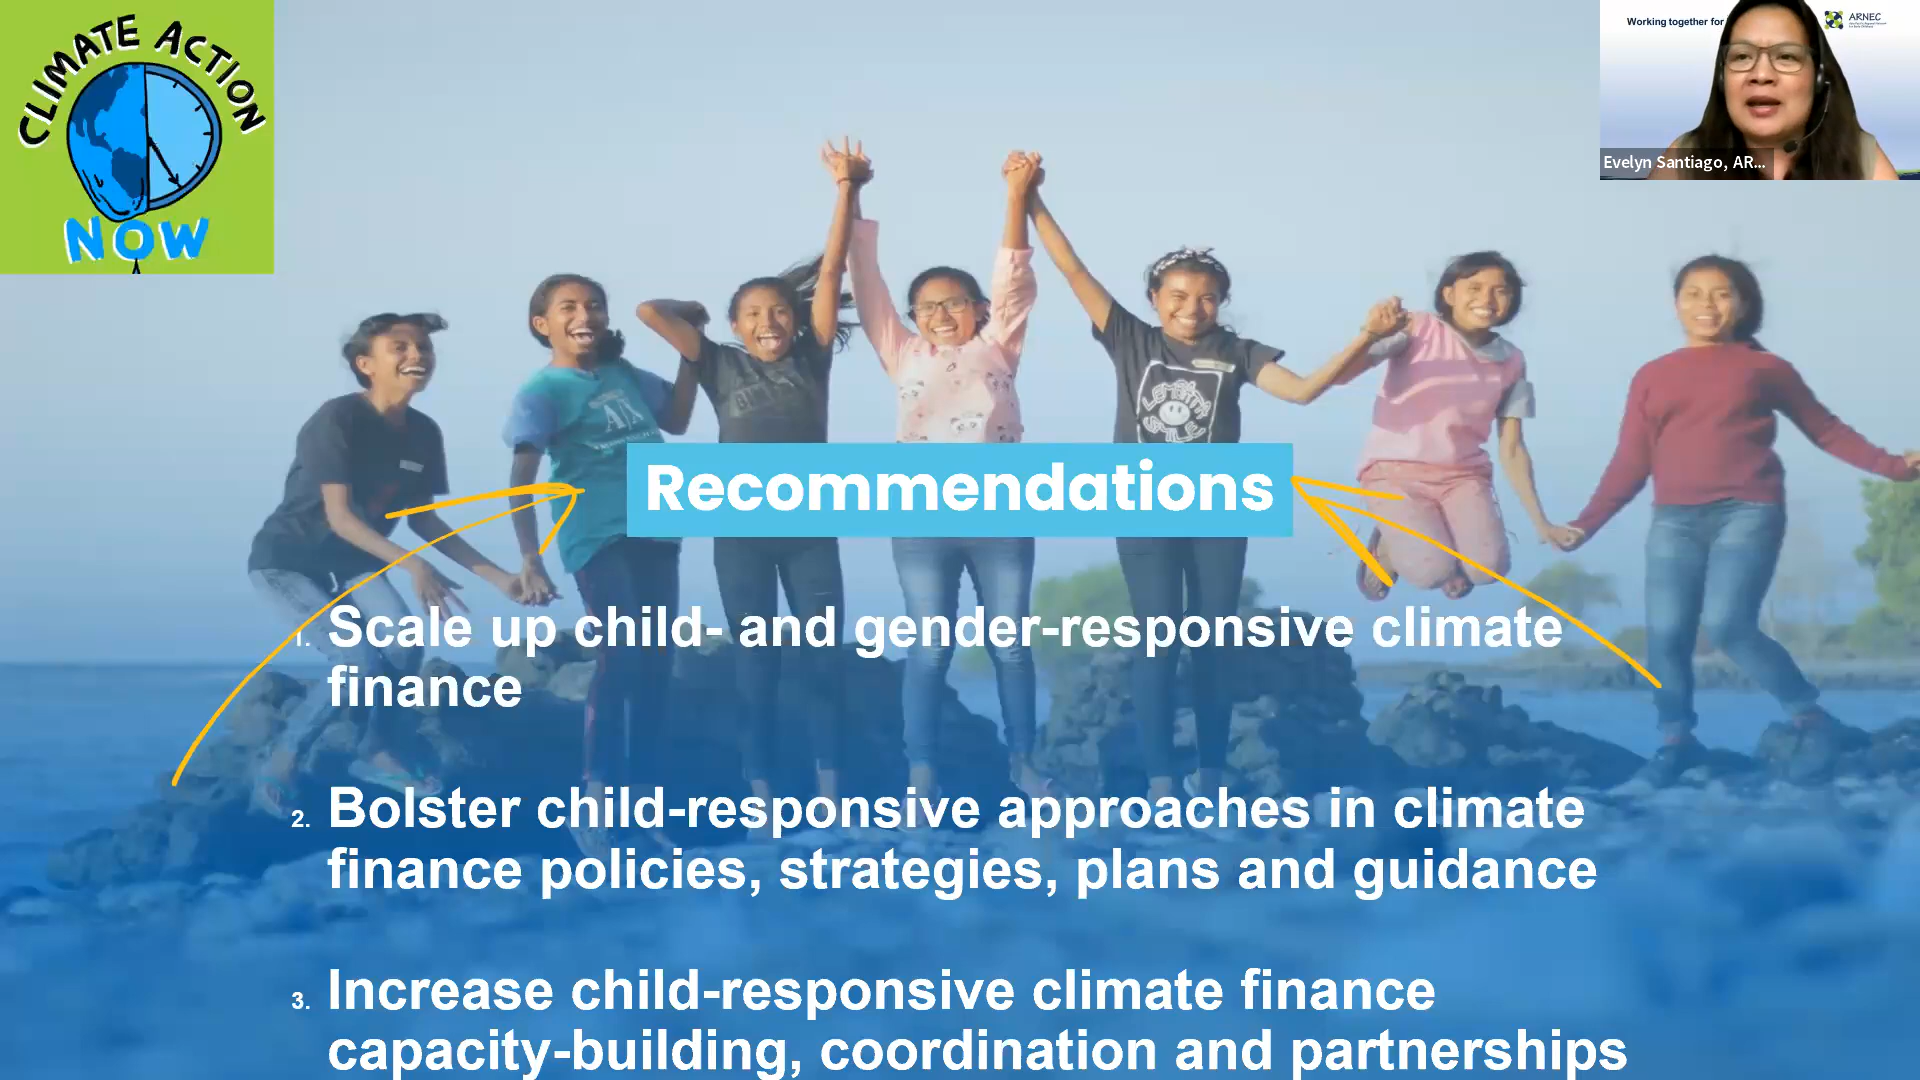 CLIMATE ACTION
NOW
Working together for
ARNEC
Evelyn Santiago, AR...
LEMBATA
SMILE
Recommendations
1. Scale up child- and gender-responsive climate
finance
2. Bolster child-responsive approaches in climate
finance policies, strategies, plans and guidance
3. Increase child-responsive climate finance
capacity-building, coordination and partnerships